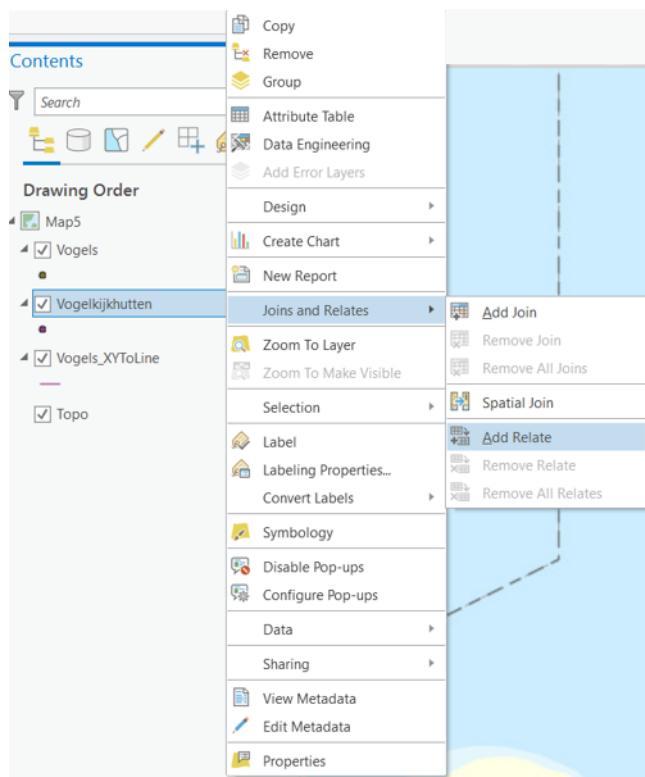 Contents
Search
Drawing Order
Map5
Vogels
Vogelkijkhutten
Vogels_XYToLine
Topo
Copy
Remove
Group
Attribute Table
Data Engineering
Add Error Layers
Design
Create Chart
New Report
Joins and Relates
Zoom To Layer
Zoom To Make Visible
Selection
Label
Labeling Properties...
Convert Labels
Symbology
Disable Pop-ups
Configure Pop-ups
Data
Sharing
View Metadata
Edit Metadata
Properties
Add Join
Remove Join
Remove All Joins
Spatial Join
Add Relate
Remove Relate
Remove All Relates